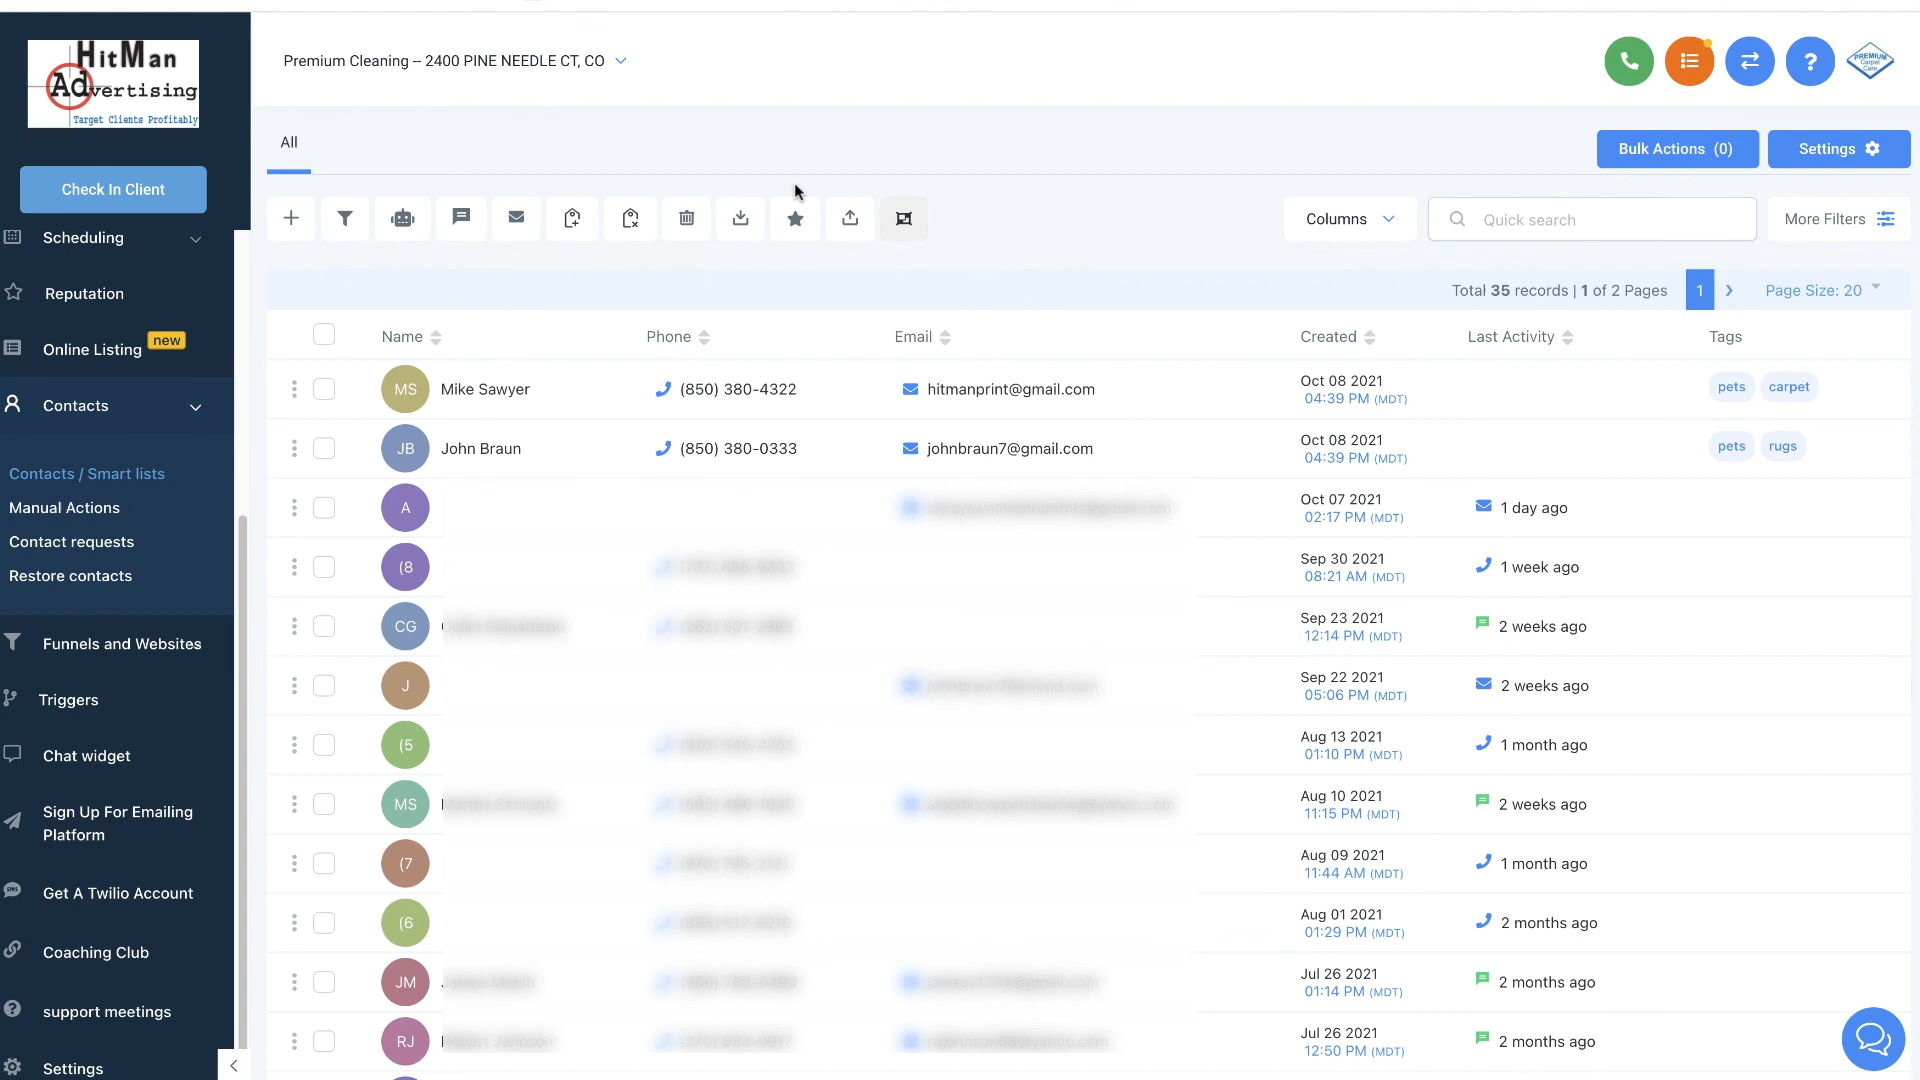 HitMan
Advertising
Target Clients Profitably
Premium Cleaning -- 2400 PINE NEEDLE CT, CO
?
PREMIUM
Carpet
Care
Check In Client
Scheduling
Reputation
Online Listing new
Contacts
Contacts / Smart lists
Manual Actions
Contact requests
Restore contacts
Funnels and Websites
Triggers
Chat widget
Sign Up For Emailing
Platform
SMS
Get A Twilio Account
Coaching Club
support meetings
Settings
All
Bulk Actions (0)
Settings
Columns
Quick search
More Filters
Total 35 records | 1 of 2 Pages
1
Page Size: 20
Name Phone Email Created Last Activity Tags
MS Mike Sawyer (850) 380-4322 hitmanprint@gmail.com Oct 08 2021 pets carpet
04:39 PM (MDT)
JB John Braun (850) 380-0333 johnbraun7@gmail.com Oct 08 2021 pets rugs
04:39 PM (MDT)
A Oct 07 2021 1 day ago
02:17 PM (MDT)
(8 Sep 30 2021 1 week ago
08:21 AM (MDT)
CG Sep 23 2021 2 weeks ago
12:14 PM (MDT)
J Sep 22 2021 2 weeks ago
05:06 PM (MDT)
(5 Aug 13 2021 1 month ago
01:10 PM (MDT)
MS Aug 10 2021 2 weeks ago
11:15 PM (MDT)
(7 Aug 09 2021 1 month ago
11:44 AM (MDT)
(6 Aug 01 2021 2 months ago
01:29 PM (MDT)
JM Jul 26 2021 2 months ago
01:14 PM (MDT)
RJ Jul 26 2021 2 months ago
12:50 PM (MDT)